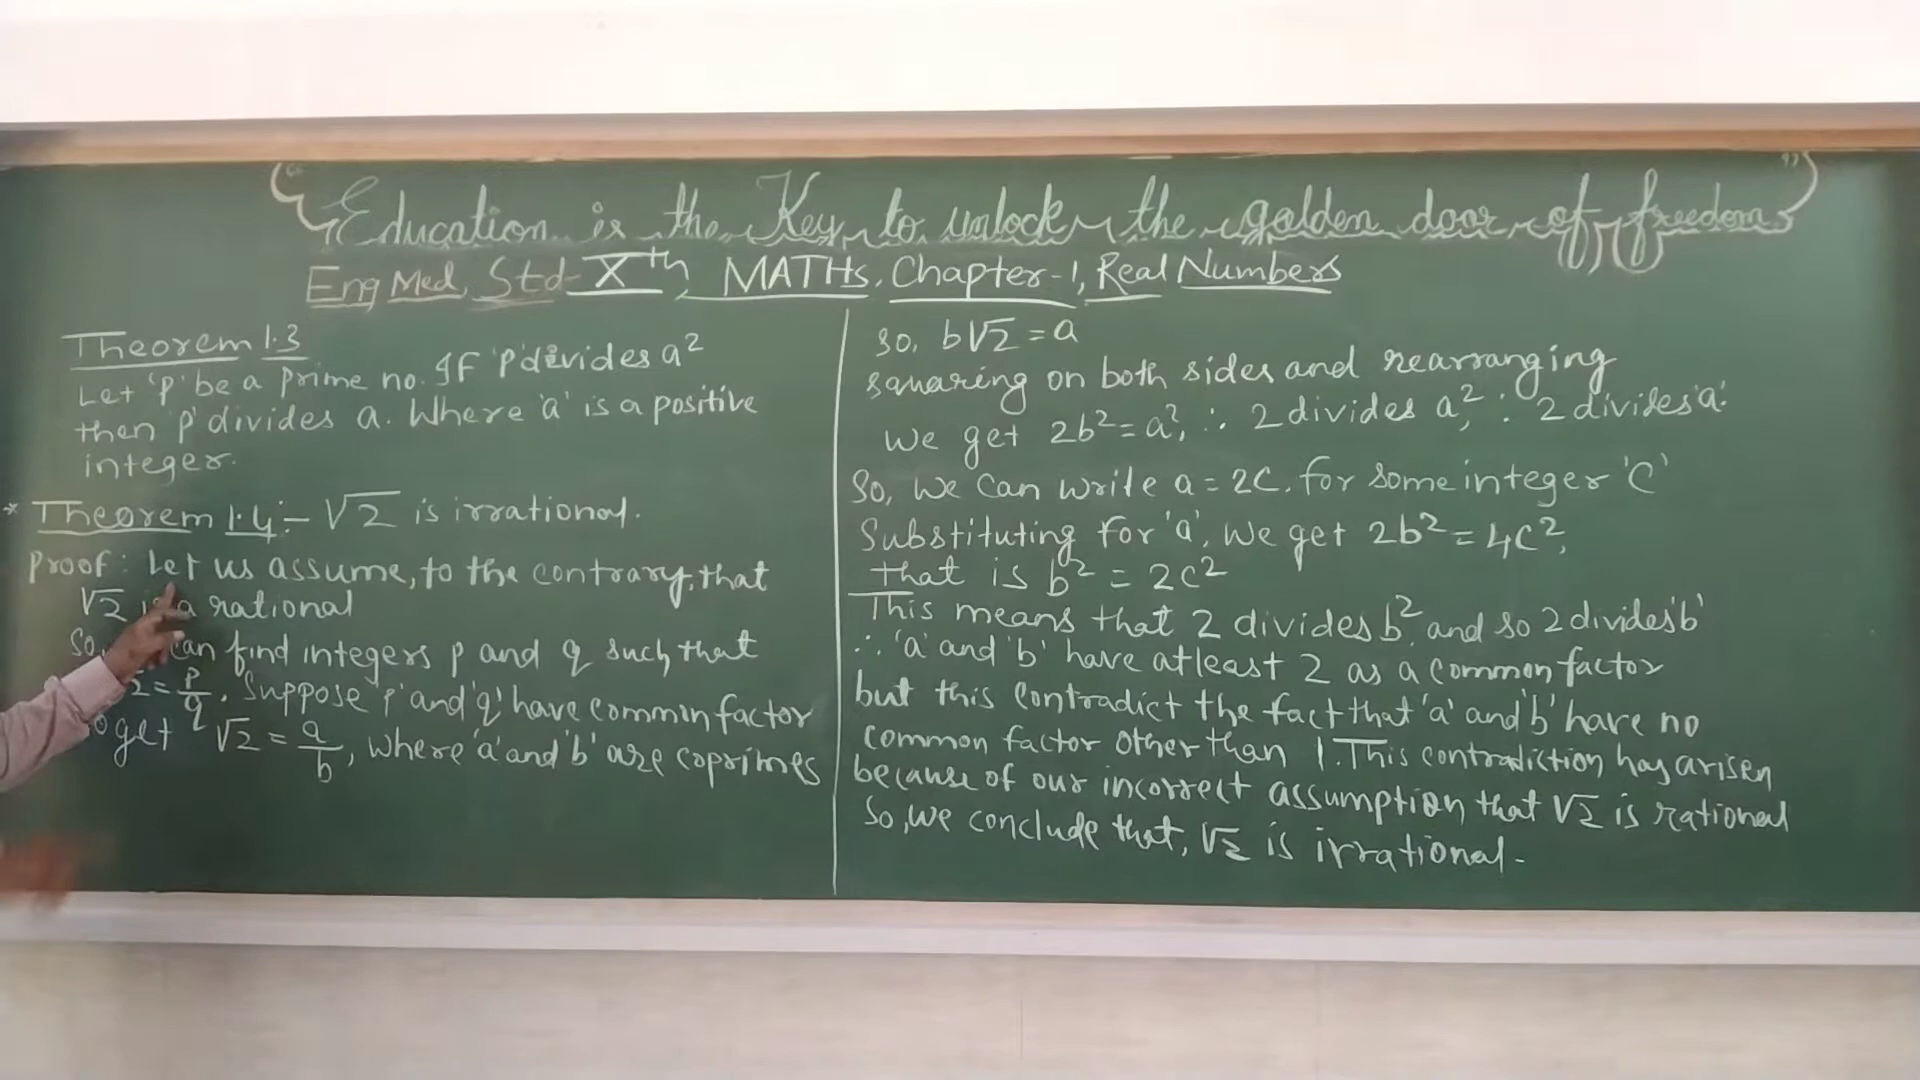 “Education is the Key to unlock the golden door of freedom”
Eng Med, Std- Xth, MATHs. Chapter-1, Real Numbers
Theorem 1.3
Let 'p' be a prime no. If 'p' divides a²
then 'p' divides a. Where 'a' is a positive
integer.
* Theorem 1.4:- √2 is irrational.
Proof: Let us assume, to the contrary, that
√2 is a rational
So, can find integers p and q such that
2 = p/q. Suppose 'p' and 'q' have common factor
get √2 = a/b, where 'a' and 'b' are coprimes
so, b√2 = a
squaring on both sides and rearranging
we get 2b² = a², ∴ 2 divides a², ∴ 2 divides 'a'.
So, we can write a = 2c, for some integer 'c'
Substituting for 'a', we get 2b² = 4c²,
That is b² = 2c²
This means that 2 divides b², and so 2 divides 'b'
∴ 'a' and 'b' have atleast 2 as a common factor
but this contradict the fact that 'a' and 'b' have no
common factor other than 1. This contradiction has arisen
because of our incorrect assumption that √2 is rational
So, we conclude that, √2 is irrational.